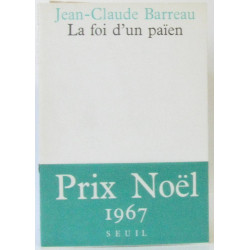 Jean-Claude Barreau
La foi d'un païen
Prix Noël
1967
SEUIL